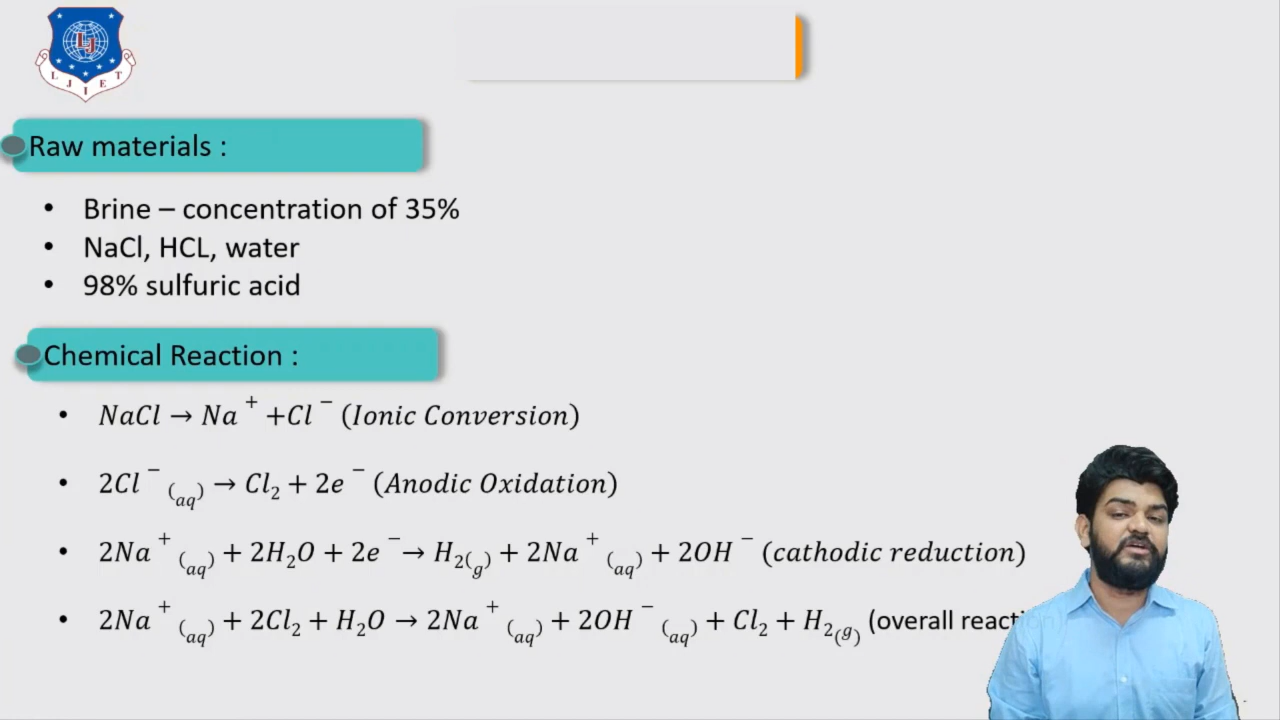 L J I E T
Raw materials :
• Brine – concentration of 35%
• NaCl, HCL, water
• 98% sulfuric acid
Chemical Reaction :
• NaCl → Na⁺ +Cl⁻ (Ionic Conversion)
• 2Cl⁻₍aq₎ → Cl₂ + 2e⁻ (Anodic Oxidation)
• 2Na⁺₍aq₎ + 2H₂O + 2e⁻→ H₂₍g₎ + 2Na⁺₍aq₎ + 2OH⁻ (cathodic reduction)
• 2Na⁺₍aq₎ + 2Cl₂ + H₂O → 2Na⁺₍aq₎ + 2OH⁻₍aq₎ + Cl₂ + H₂₍g₎ (overall